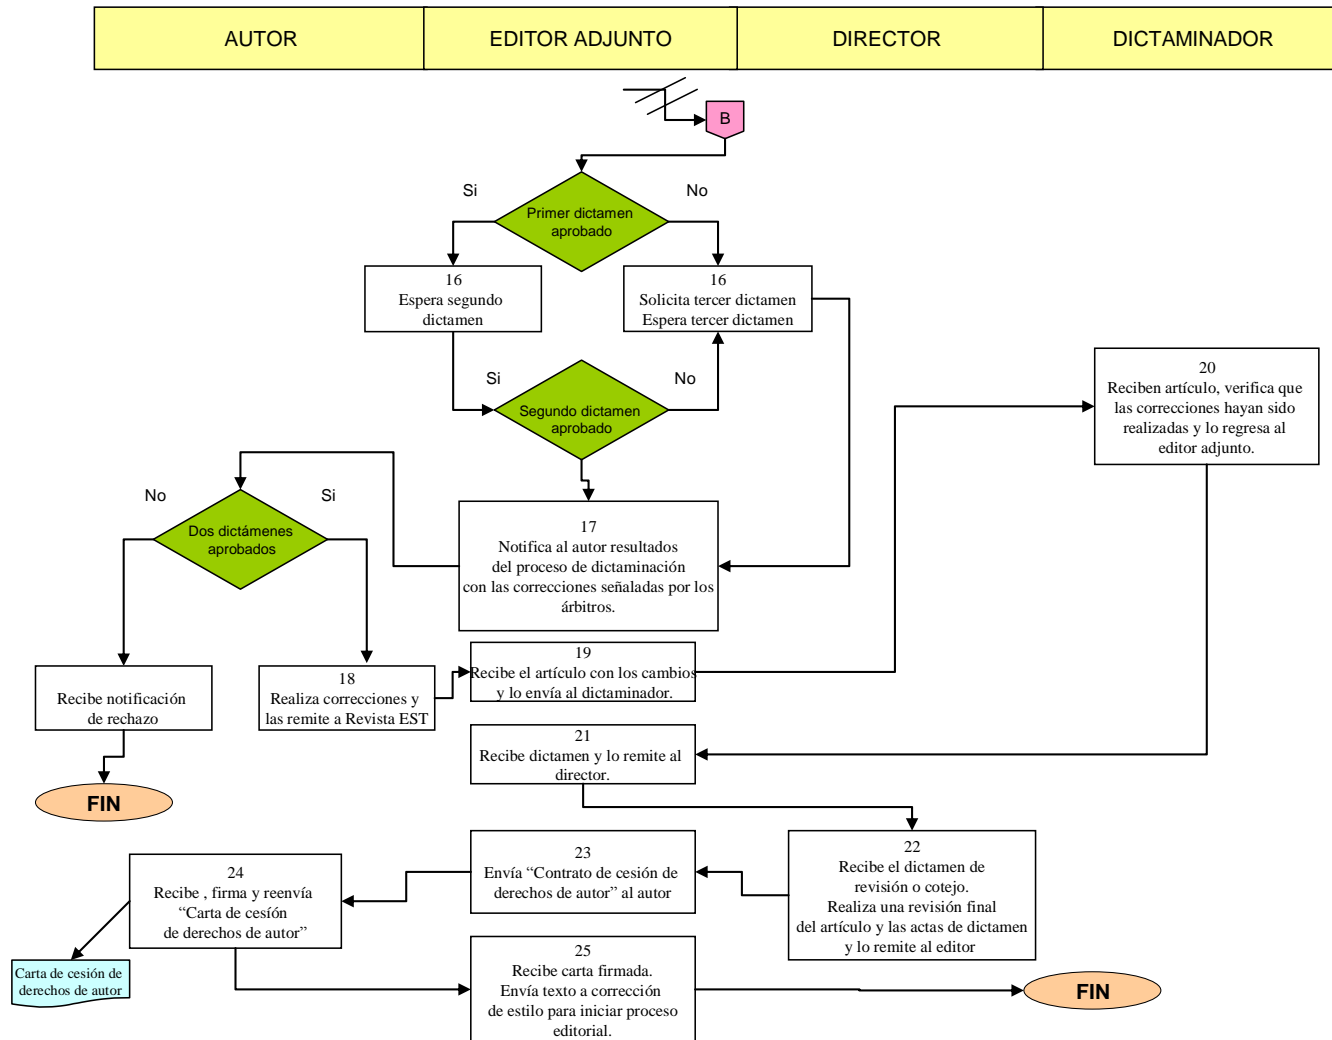 AUTOR
EDITOR ADJUNTO
DIRECTOR
DICTAMINADOR
B
Si
No
Primer dictamen
aprobado
16
Espera segundo
dictamen
16
Solicita tercer dictamen
Espera tercer dictamen
Si
No
Segundo dictamen
aprobado
20
Reciben artículo, verifica que
las correcciones hayan sido
realizadas y lo regresa al
editor adjunto.
No
Si
Dos dictámenes
aprobados
17
Notifica al autor resultados
del proceso de dictaminación
con las correcciones señaladas por los
árbitros.
Recibe notificación
de rechazo
18
Realiza correcciones y
las remite a Revista EST
19
Recibe el artículo con los cambios
y lo envía al dictaminador.
21
Recibe dictamen y lo remite al
director.
FIN
22
Recibe el dictamen de
revisión o cotejo.
Realiza una revisión final
del artículo y las actas de dictamen
y lo remite al editor
23
Envía “Contrato de cesión de
derechos de autor” al autor
24
Recibe , firma y reenvía
“Carta de cesíón
de derechos de autor”
Carta de cesión de
derechos de autor
25
Recibe carta firmada.
Envía texto a corrección
de estilo para iniciar proceso
editorial.
FIN